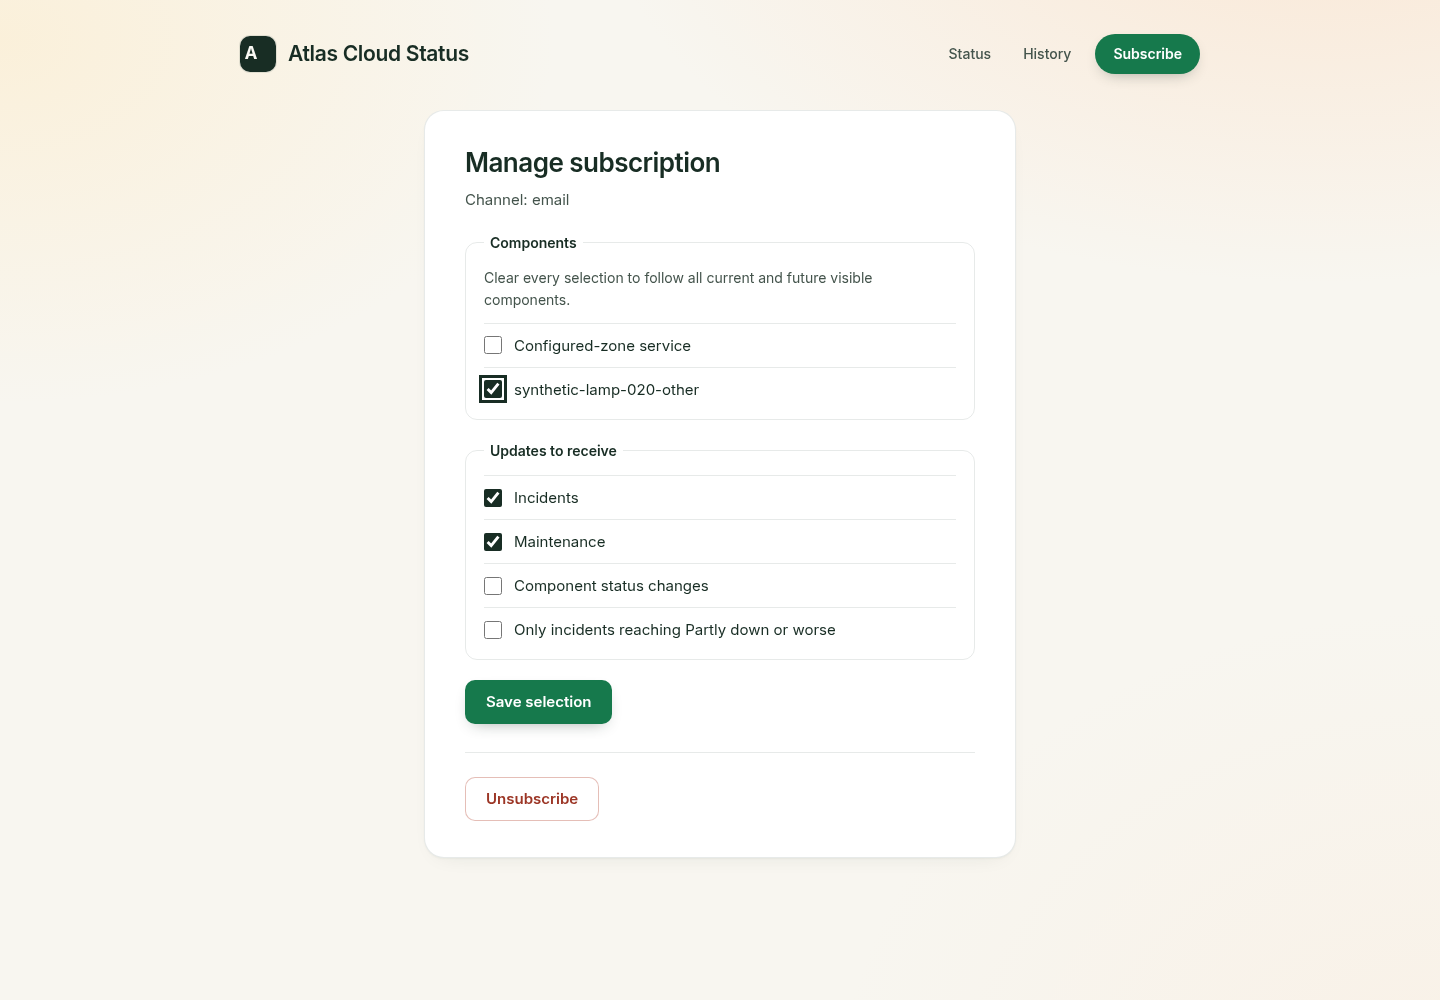 A
Atlas Cloud Status
Status
History
Subscribe
Manage subscription
Channel: email
Components
Clear every selection to follow all current and future visible
components.
Configured-zone service
synthetic-lamp-020-other
Updates to receive
Incidents
Maintenance
Component status changes
Only incidents reaching Partly down or worse
Save selection
Unsubscribe